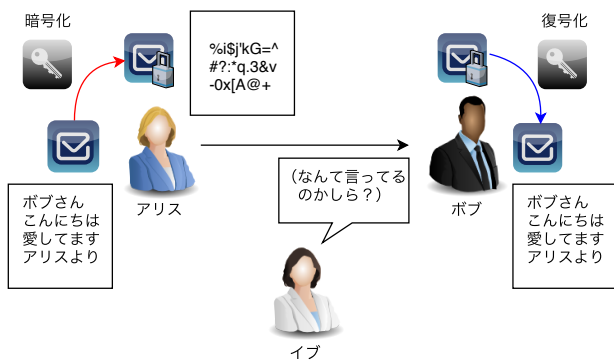 暗号化
%i$j'kG=^
#?:*q.3&v
-0x[A@+
復号化
アリス
（なんて言ってる
のかしら？）
ボブ
ボブさん
こんにちは
愛してます
アリスより
ボブさん
こんにちは
愛してます
アリスより
イブ